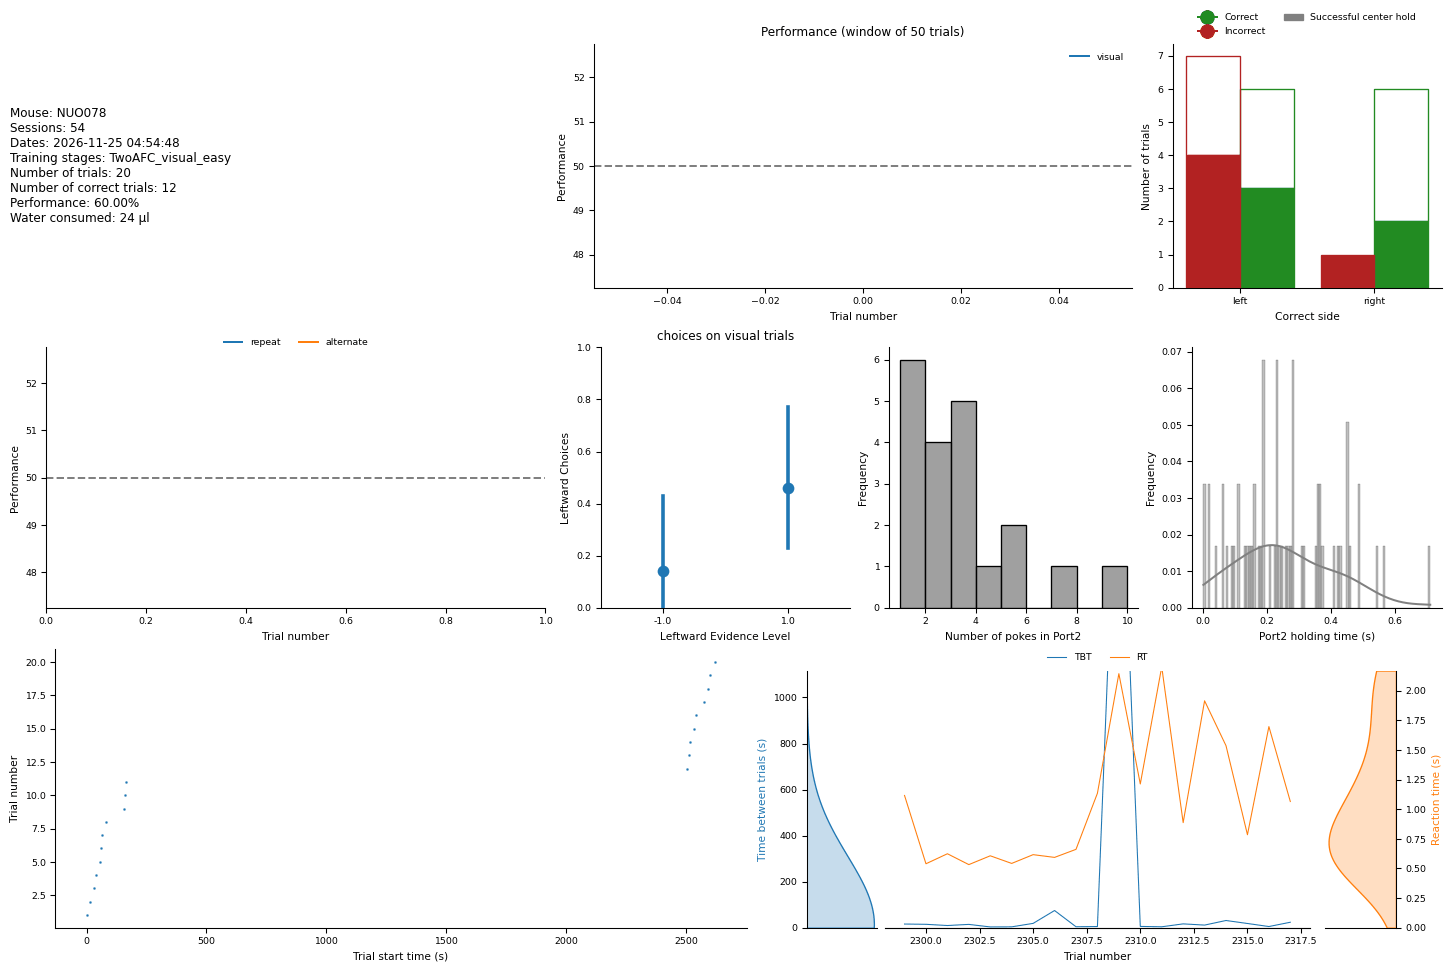 Mouse: NUO078
Sessions: 54
Dates: 2026-11-25 04:54:48
Training stages: TwoAFC_visual_easy
Number of trials: 20
Number of correct trials: 12
Performance: 60.00%
Water consumed: 24 µl
Performance (window of 50 trials)
visual
52
51
50
49
48
Performance
−0.04
−0.02
0.00
0.02
0.04
Trial number
Correct
Incorrect
Successful center hold
7
6
5
4
3
2
1
0
Number of trials
left
right
Correct side
repeat
alternate
52
51
50
49
48
Performance
0.0
0.2
0.4
0.6
0.8
1.0
Trial number
choices on visual trials
1.0
0.8
0.6
0.4
0.2
0.0
Leftward Choices
-1.0
1.0
Leftward Evidence Level
6
5
4
3
2
1
0
Frequency
2
4
6
8
10
Number of pokes in Port2
0.07
0.06
0.05
0.04
0.03
0.02
0.01
0.00
Frequency
0.0
0.2
0.4
0.6
Port2 holding time (s)
20.0
17.5
15.0
12.5
10.0
7.5
5.0
2.5
Trial number
0
500
1000
1500
2000
2500
Trial start time (s)
TBT
RT
1000
800
600
400
200
0
Time between trials (s)
2300.0
2302.5
2305.0
2307.5
2310.0
2312.5
2315.0
2317.5
Trial number
2.00
1.75
1.50
1.25
1.00
0.75
0.50
0.25
0.00
Reaction time (s)